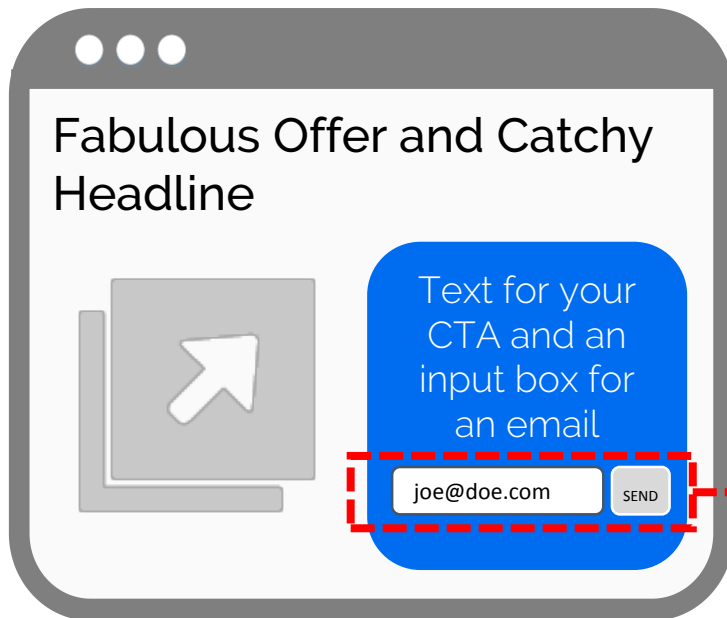 Fabulous Offer and Catchy
Headline
Text for your
CTA and an
input box for
an email
joe@doe.com
SEND